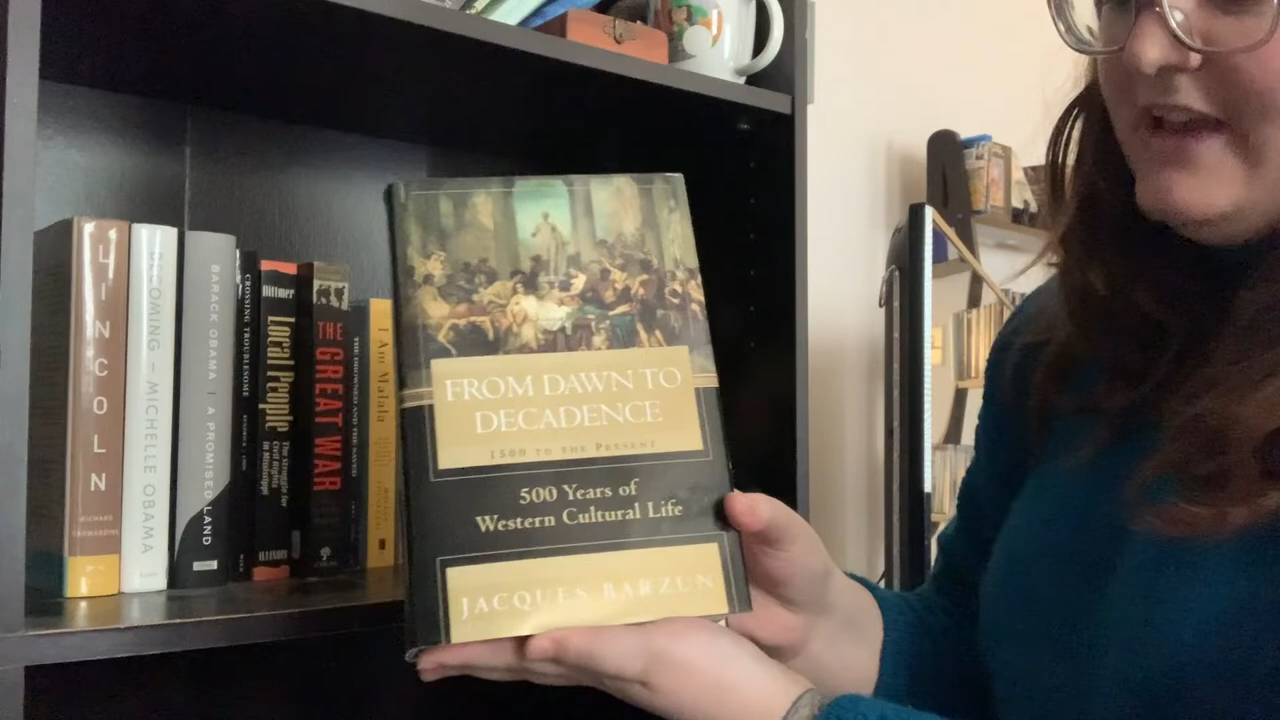 LINCOLN
RICHARD
BECOMING – MICHELLE OBAMA
BARACK OBAMA | A PROMISED LAND
CROSSING TROUBLESOME
Dittmer
Local People
The Struggle for
Civil Rights
in Mississippi
ILLINOIS
THE GREAT WAR
THE DROWNED AND THE SAVED
I Am Malala
FROM DAWN TO
DECADENCE
1500 TO THE PRESENT
500 Years of
Western Cultural Life
JACQUES BARZUN